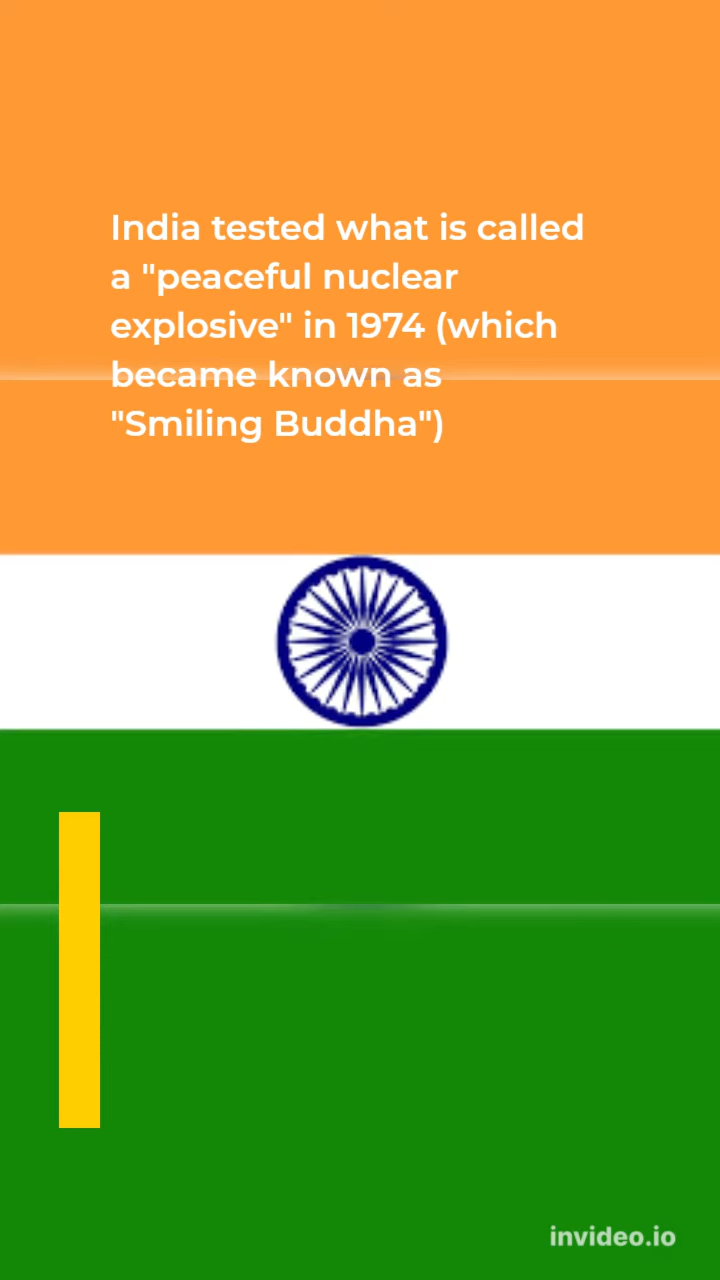 India tested what is called
a "peaceful nuclear
explosive" in 1974 (which
became known as
"Smiling Buddha")
invideo.io